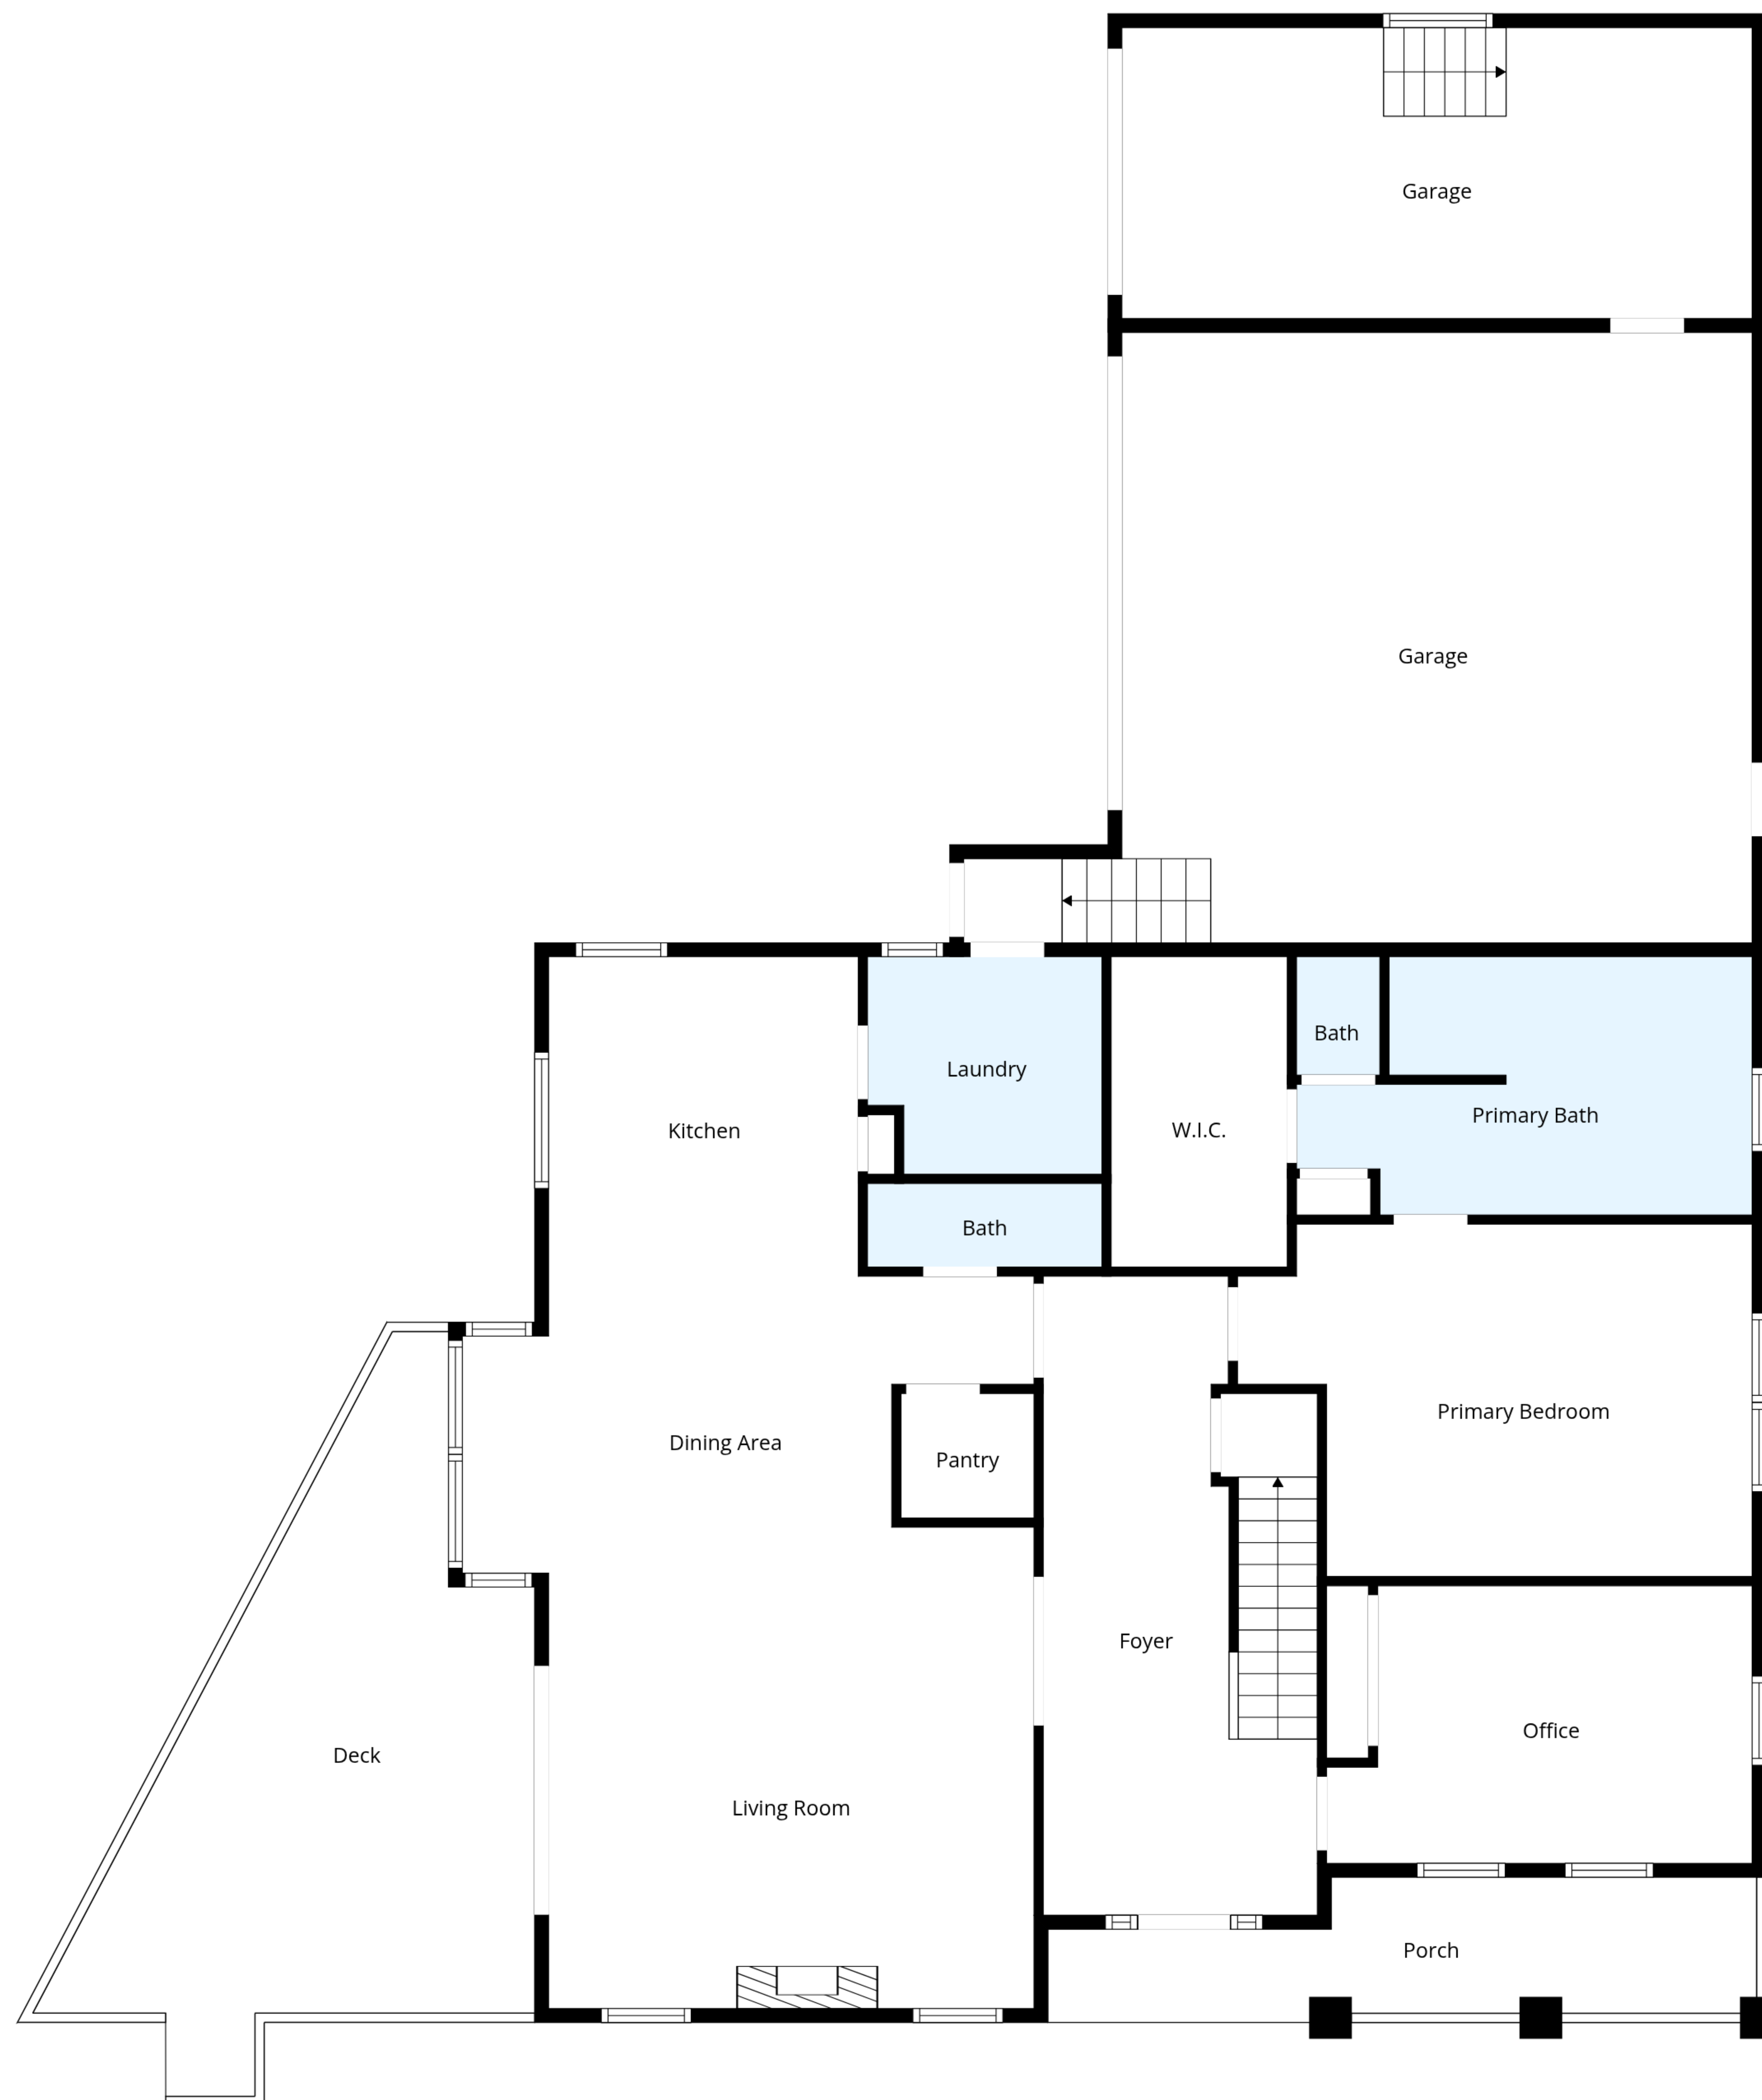 Garage
Garage
Bath
Laundry
Primary Bath
Kitchen
W.I.C.
Bath
Primary Bedroom
Dining Area
Pantry
Foyer
Office
Deck
Living Room
Porch